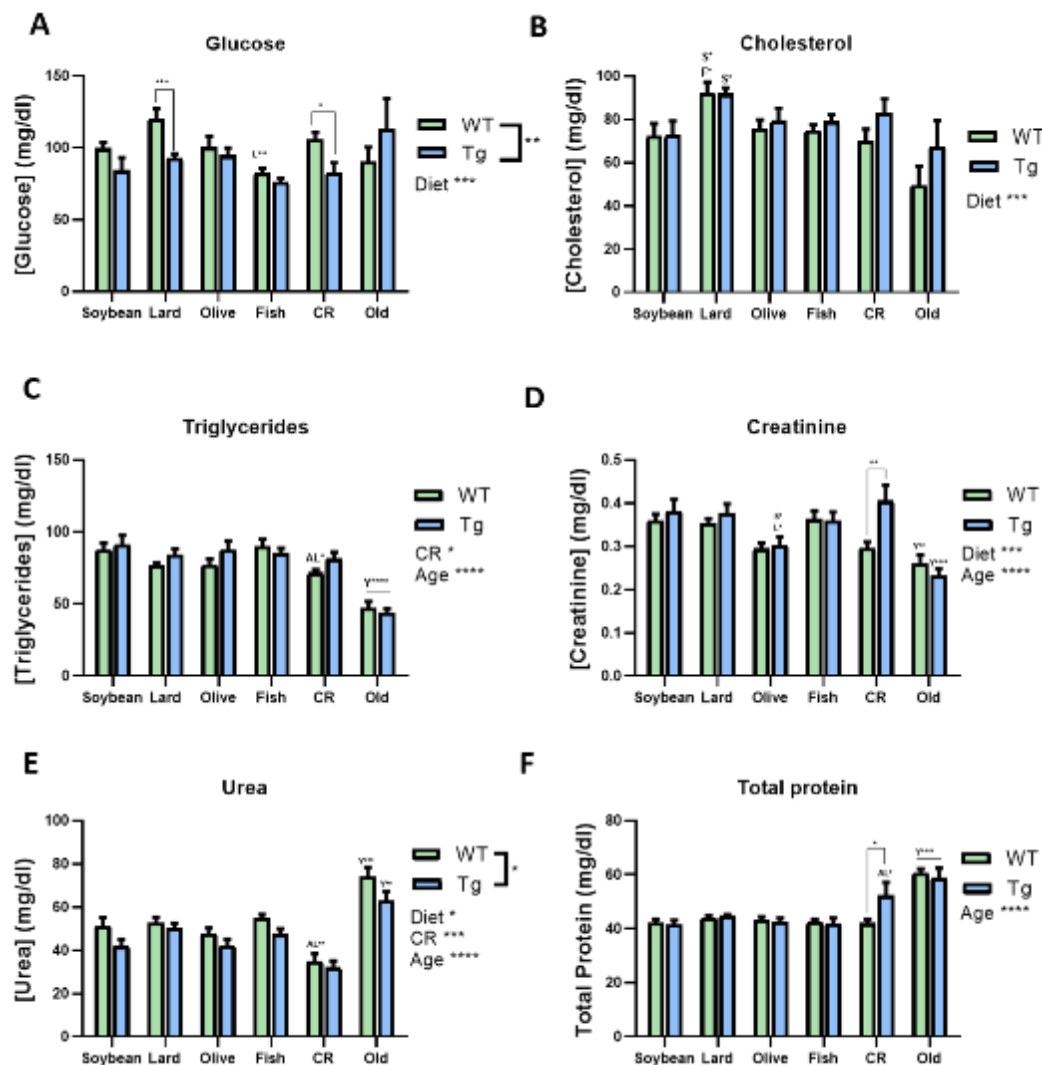 A
Glucose
[Glucose] (mg/dl)
150
100
50
0
***
L**
*
WT
Tg
**
Diet ***
Soybean Lard Olive Fish CR Old
B
Cholesterol
[Cholesterol] (mg/dl)
100
80
60
40
20
0
S*
S*
WT
Tg
Diet ***
Soybean Lard Olive Fish CR Old
C
Triglycerides
[Triglycerides] (mg/dl)
150
100
50
0
AL*
Y****
WT
Tg
CR *
Age ****
Soybean Lard Olive Fish CR Old
D
Creatinine
[Creatinine] (mg/dl)
0.5
0.4
0.3
0.2
0.1
0.0
L*
**
Y**
Y***
WT
Tg
Diet ***
Age ****
Soybean Lard Olive Fish CR Old
E
Urea
[Urea] (mg/dl)
100
80
60
40
20
0
AL**
WT
Tg
*
Diet *
CR ***
Age ****
Soybean Lard Olive Fish CR Old
F
Total protein
Total Protein (mg/dl)
80
60
40
20
0
*
AL*
Y***
WT
Tg
Age ****
Soybean Lard Olive Fish CR Old